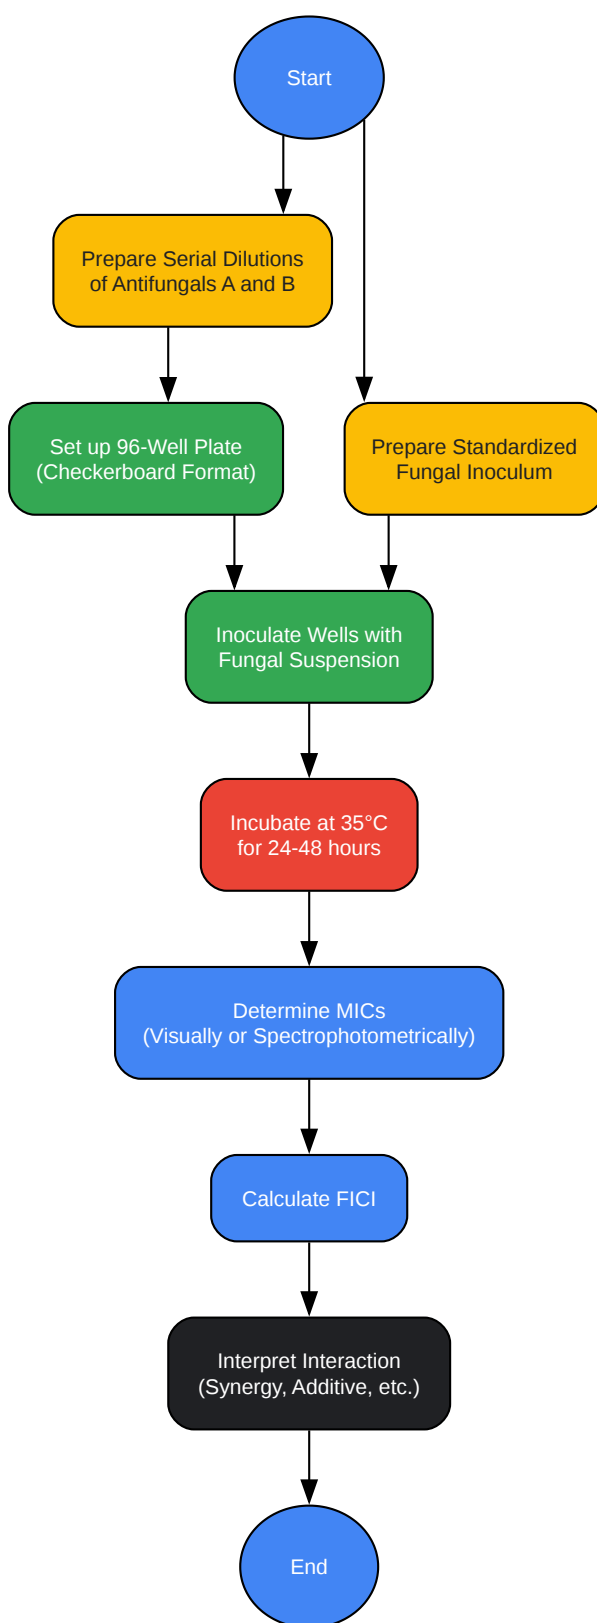 Start
Prepare Serial Dilutions
of Antifungals A and B
Set up 96-Well Plate
(Checkerboard Format)
Prepare Standardized
Fungal Inoculum
Inoculate Wells with
Fungal Suspension
Incubate at 35°C
for 24-48 hours
Determine MICs
(Visually or Spectrophotometrically)
Calculate FICI
Interpret Interaction
(Synergy, Additive, etc.)
End